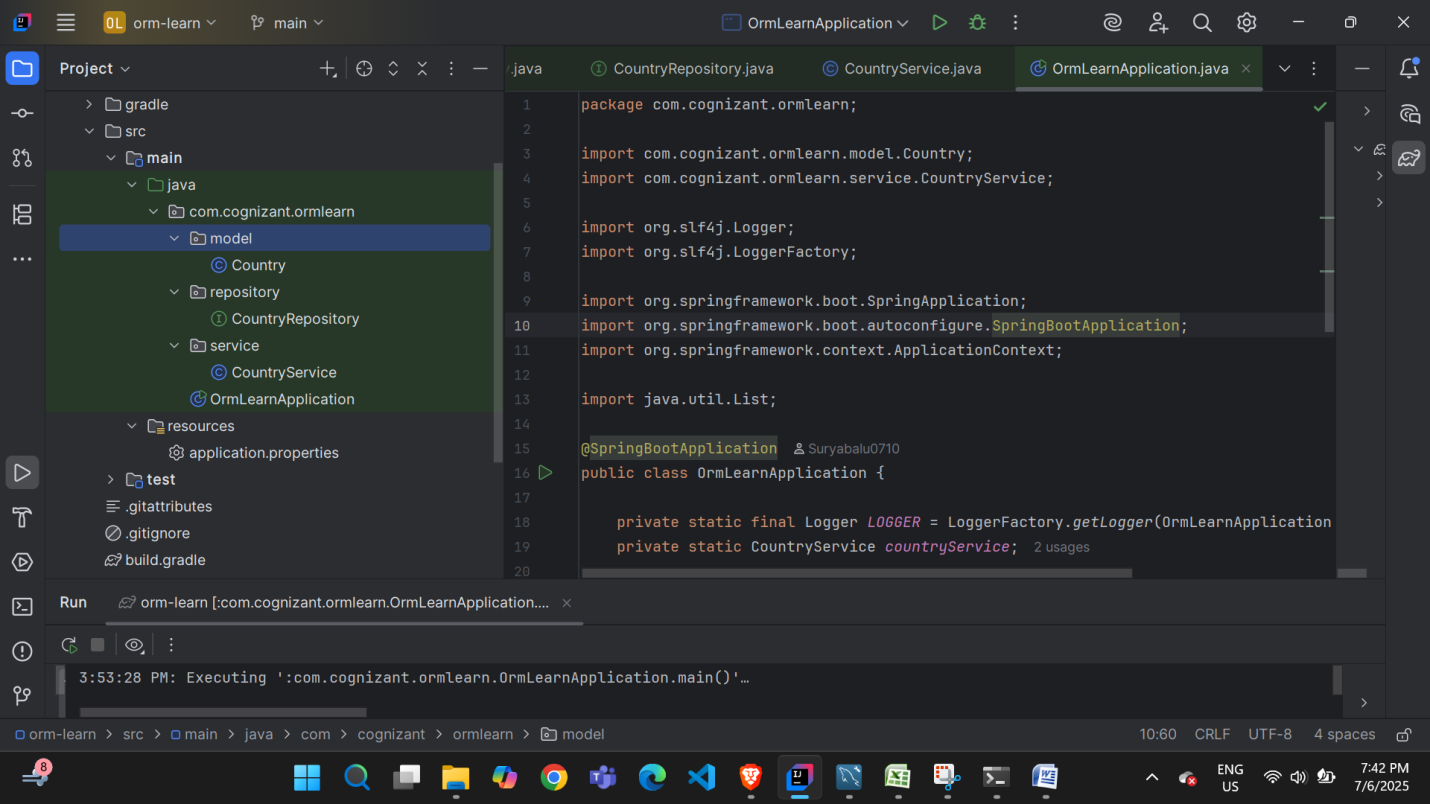 OL orm-learn main OrmLearnApplication
Project
gradle
src
main
java
com.cognizant.ormlearn
model
Country
repository
CountryRepository
service
CountryService
OrmLearnApplication
resources
application.properties
test
.gitattributes
.gitignore
build.gradle
.java CountryRepository.java CountryService.java OrmLearnApplication.java
1 package com.cognizant.ormlearn;
2
3 import com.cognizant.ormlearn.model.Country;
4 import com.cognizant.ormlearn.service.CountryService;
5
6 import org.slf4j.Logger;
7 import org.slf4j.LoggerFactory;
8
9 import org.springframework.boot.SpringApplication;
10 import org.springframework.boot.autoconfigure.SpringBootApplication;
11 import org.springframework.context.ApplicationContext;
12
13 import java.util.List;
14
15 @SpringBootApplication Suryabalu0710
16 public class OrmLearnApplication {
17
18 private static final Logger LOGGER = LoggerFactory.getLogger(OrmLearnApplication
19 private static CountryService countryService; 2 usages
20
Run orm-learn [:com.cognizant.ormlearn.OrmLearnApplication....
3:53:28 PM: Executing ':com.cognizant.ormlearn.OrmLearnApplication.main()'…
orm-learn > src > main > java > com > cognizant > ormlearn > model 10:60 CRLF UTF-8 4 spaces
8
ENG
US
7:42 PM
7/6/2025